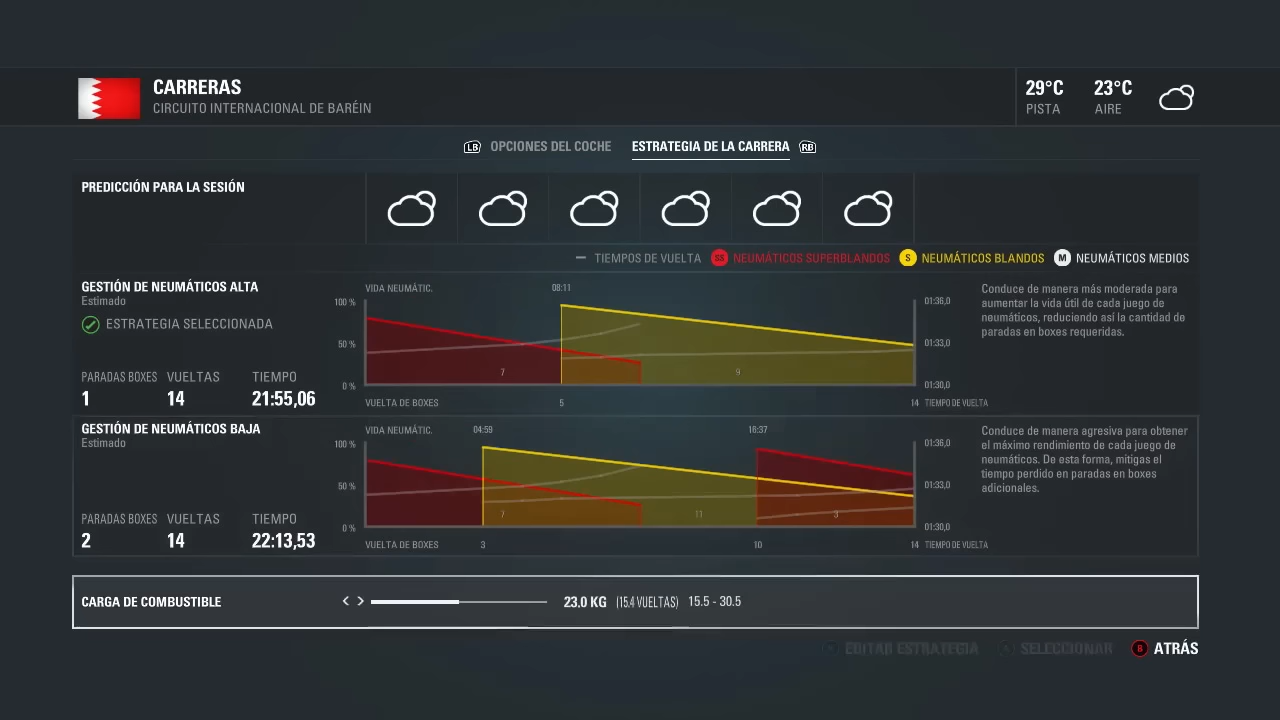 CARRERAS
CIRCUITO INTERNACIONAL DE BARÉIN
29°C
PISTA
23°C
AIRE
LB OPCIONES DEL COCHE ESTRATEGIA DE LA CARRERA RB
PREDICCIÓN PARA LA SESIÓN
TIEMPOS DE VUELTA SS NEUMÁTICOS SUPERBLANDOS S NEUMÁTICOS BLANDOS M NEUMÁTICOS MEDIOS
GESTIÓN DE NEUMÁTICOS ALTA
Estimado
ESTRATEGIA SELECCIONADA
PARADAS BOXES VUELTAS TIEMPO
1 14 21:55,06
VIDA NEUMÁTIC. 08:11
100 % 01:36,0
50 % 01:33,0
7 9
0 % 01:30,0
VUELTA DE BOXES 5 14 TIEMPO DE VUELTA
Conduce de manera más moderada para
aumentar la vida útil de cada juego de
neumáticos, reduciendo así la cantidad de
paradas en boxes requeridas.
GESTIÓN DE NEUMÁTICOS BAJA
Estimado
PARADAS BOXES VUELTAS TIEMPO
2 14 22:13,53
VIDA NEUMÁTIC. 04:59 16:37
100 % 01:36,0
50 % 01:33,0
7 11 3
0 % 01:30,0
VUELTA DE BOXES 3 10 14 TIEMPO DE VUELTA
Conduce de manera agresiva para obtener
el máximo rendimiento de cada juego de
neumáticos. De esta forma, mitigas el
tiempo perdido en paradas en boxes
adicionales.
CARGA DE COMBUSTIBLE < > 23.0 KG (15.4 VUELTAS) 15.5 - 30.5
EDITAR ESTRATEGIA SELECCIONAR B ATRÁS